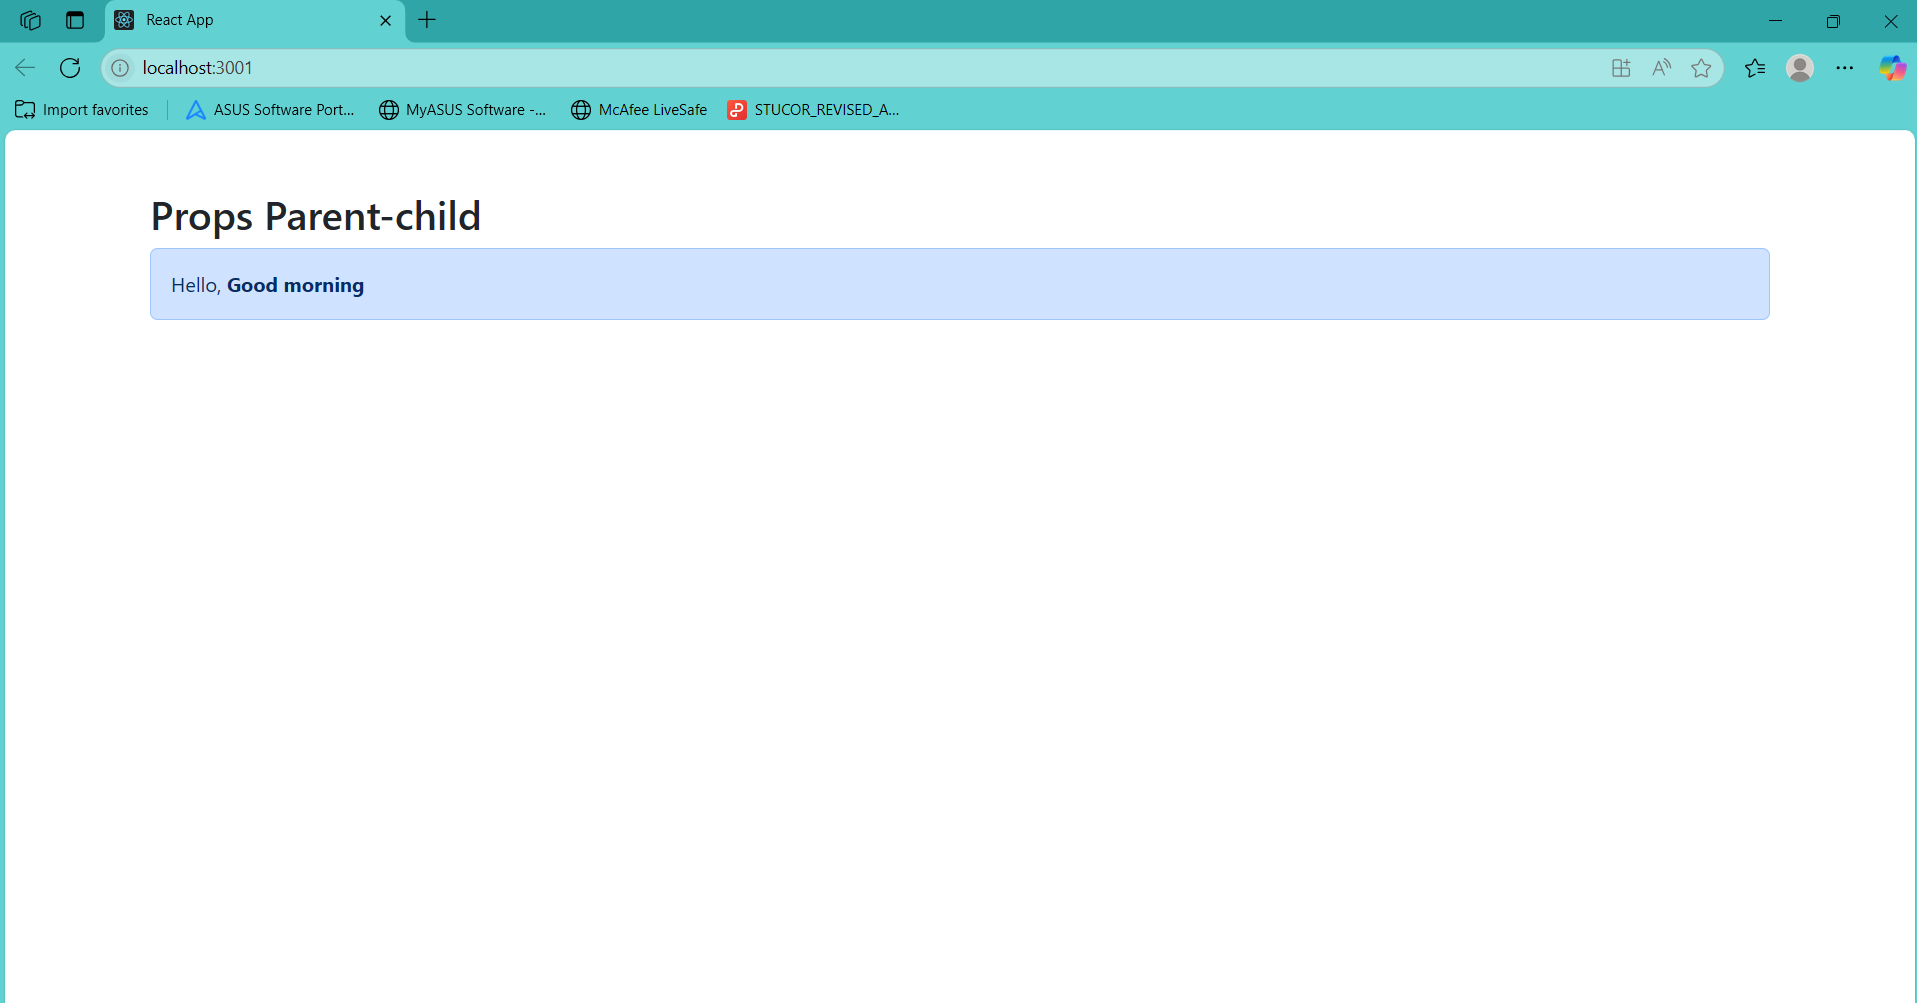 React App
localhost:3001
Import favorites
ASUS Software Port...
MyASUS Software -...
McAfee LiveSafe
STUCOR_REVISED_A...
Props Parent-child
Hello, Good morning